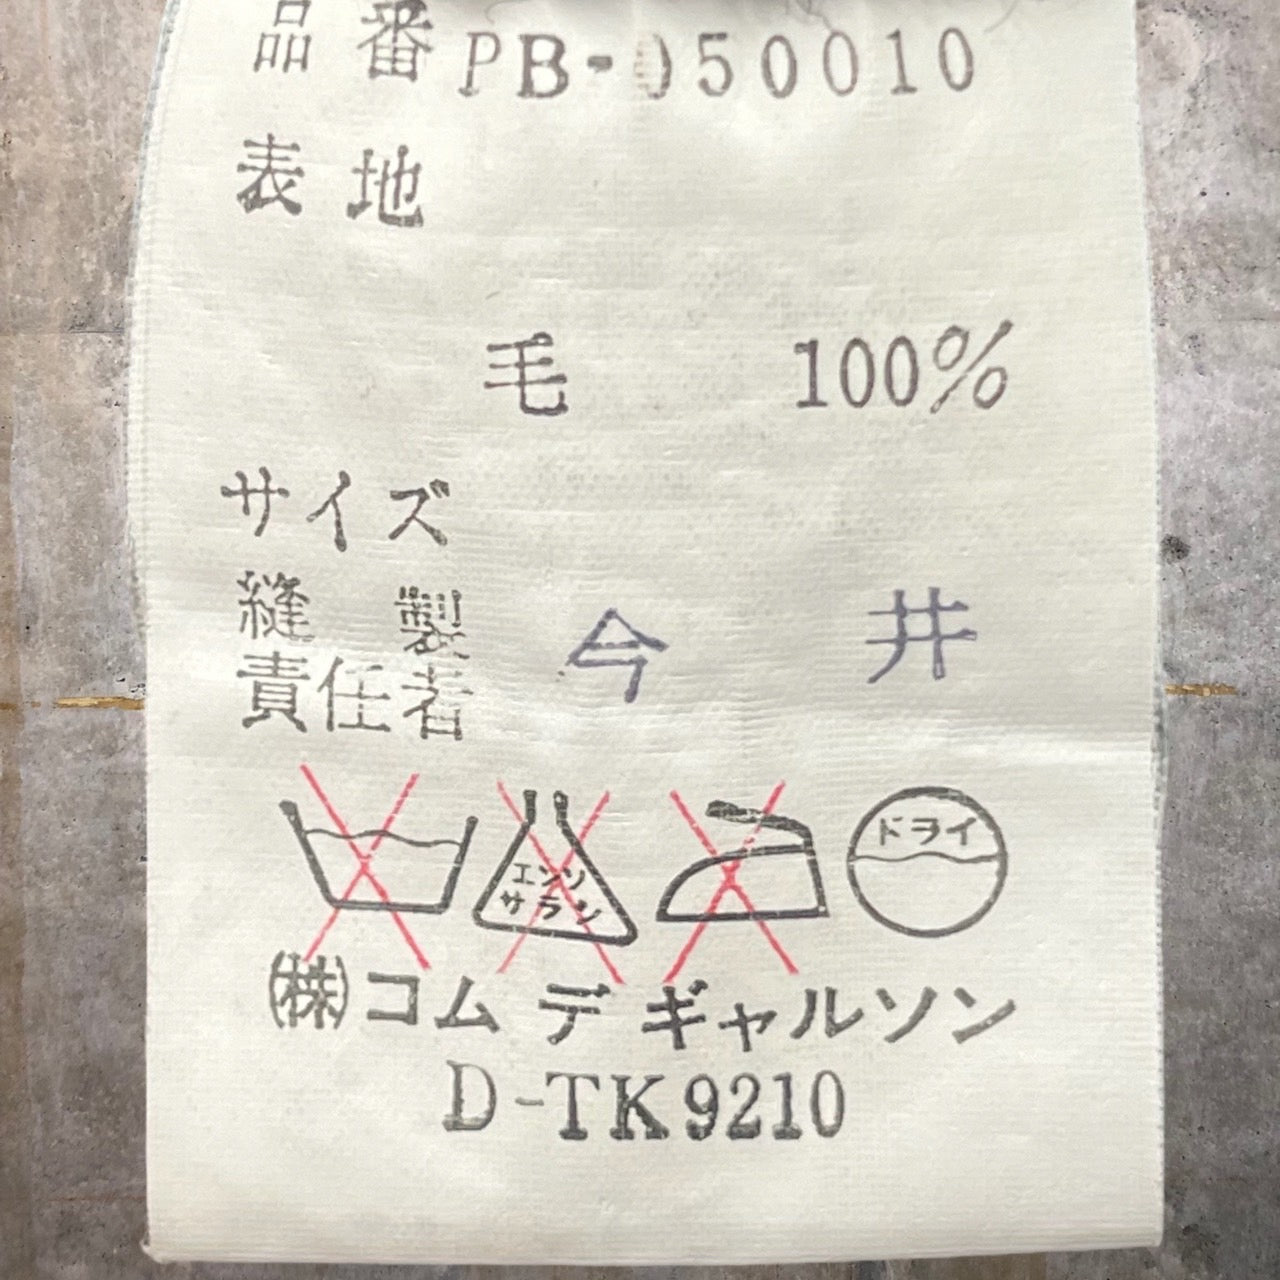 品番 PB-050010
表地
毛 100%
サイズ
縫製 今井
責任者
エンソ
サラシ
ドライ
㈱コム デ ギャルソン
D-TK9210